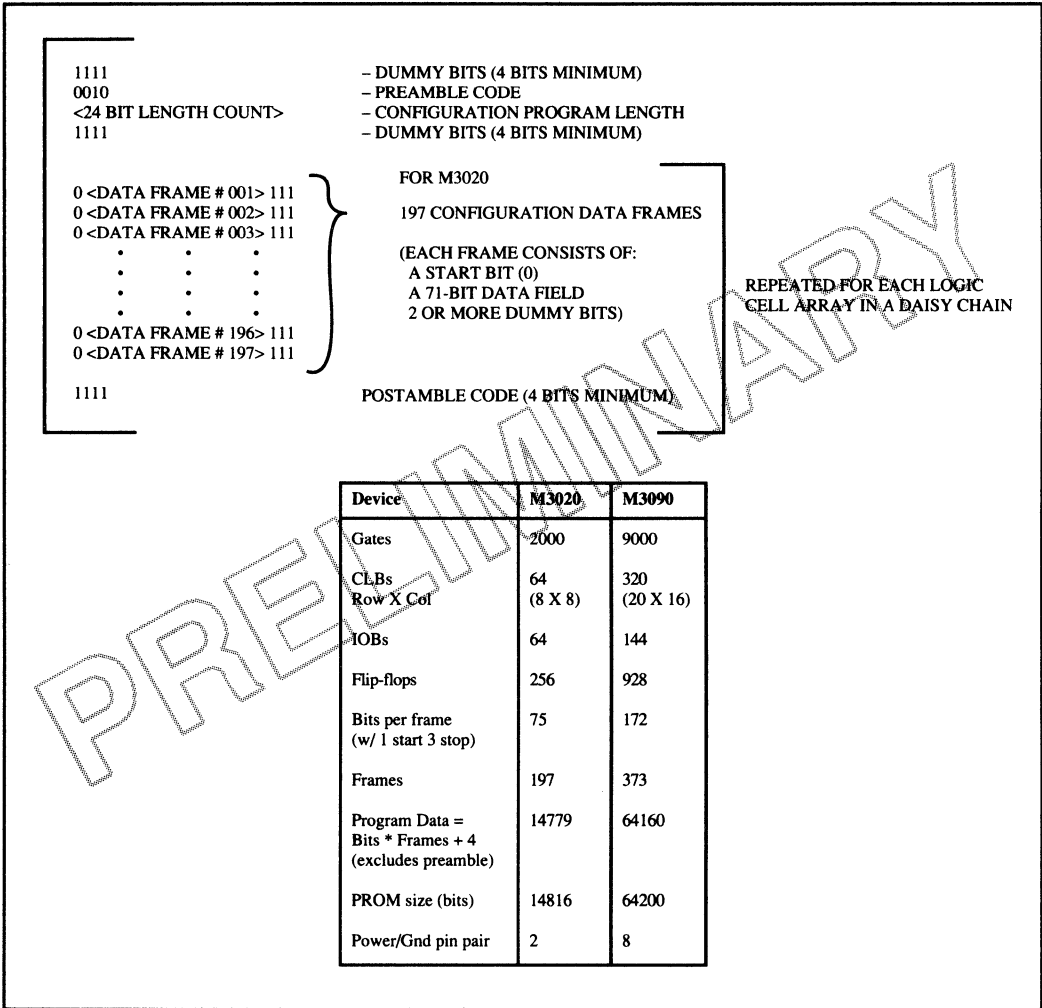 1111 – DUMMY BITS (4 BITS MINIMUM)
0010 – PREAMBLE CODE
<24 BIT LENGTH COUNT> – CONFIGURATION PROGRAM LENGTH
1111 – DUMMY BITS (4 BITS MINIMUM)
FOR M3020
0 <DATA FRAME # 001> 111
0 <DATA FRAME # 002> 111
197 CONFIGURATION DATA FRAMES
0 <DATA FRAME # 003> 111
(EACH FRAME CONSISTS OF:
A START BIT (0)
A 71-BIT DATA FIELD
2 OR MORE DUMMY BITS)
REPEATED FOR EACH LOGIC
CELL ARRAY IN A DAISY CHAIN
0 <DATA FRAME # 196> 111
0 <DATA FRAME # 197> 111
1111 POSTAMBLE CODE (4 BITS MINIMUM)
PRELIMINARY
Device M3020 M3090
Gates 2000 9000
CLBs 64 320
Row X Col (8 X 8) (20 X 16)
IOBs 64 144
Flip-flops 256 928
Bits per frame 75 172
(w/ 1 start 3 stop)
Frames 197 373
Program Data = 14779 64160
Bits * Frames + 4
(excludes preamble)
PROM size (bits) 14816 64200
Power/Gnd pin pair 2 8